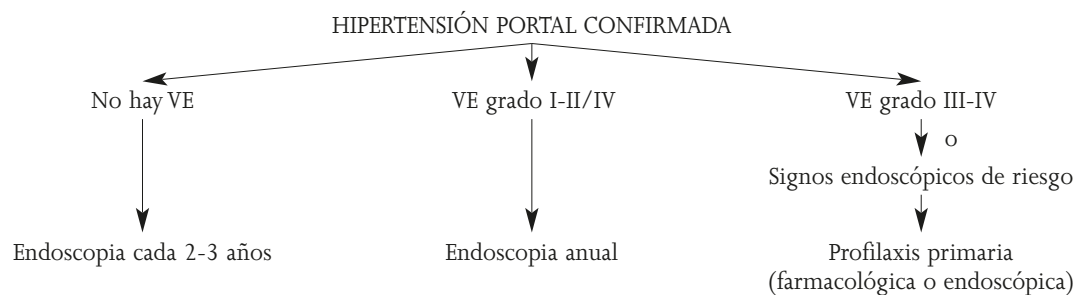 HIPERTENSIÓN PORTAL CONFIRMADA
No hay VE
VE grado I-II/IV
VE grado III-IV
o
Signos endoscópicos de riesgo
Endoscopia cada 2-3 años
Endoscopia anual
Profilaxis primaria
(farmacológica o endoscópica)